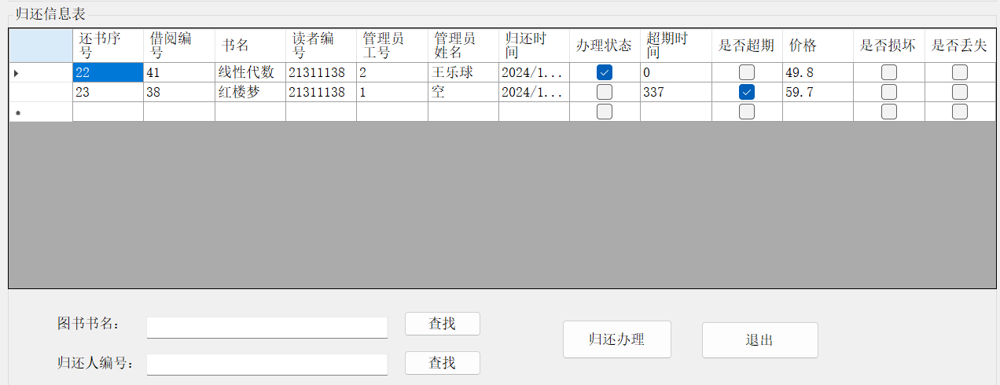 归还信息表
还书序号 借阅编号 书名 读者编号 管理员工号 管理员姓名 归还时间 办理状态 超期时间 是否超期 价格 是否损坏 是否丢失
22 41 线性代数 21311138 2 王乐球 2024/1... 0 49.8
23 38 红楼梦 21311138 1 空 2024/1... 337 59.7
图书书名： 查找
归还办理 退出
归还人编号： 查找